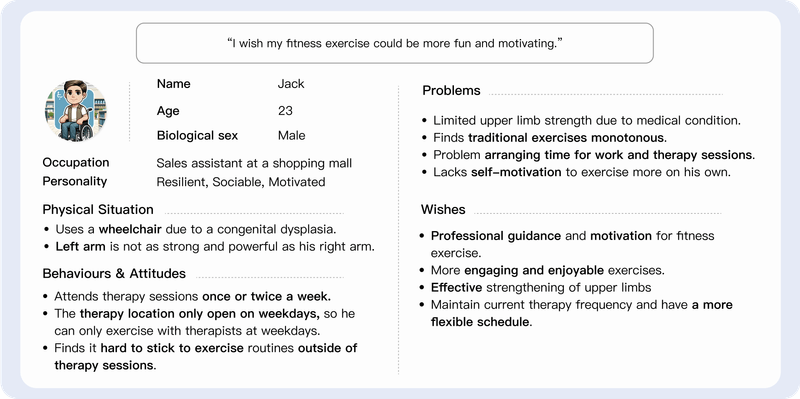 “I wish my fitness exercise could be more fun and motivating.”
Name Jack
Age 23
Biological sex Male
Occupation Sales assistant at a shopping mall
Personality Resilient, Sociable, Motivated
Physical Situation
• Uses a wheelchair due to a congenital dysplasia.
• Left arm is not as strong and powerful as his right arm.
Behaviours & Attitudes
• Attends therapy sessions once or twice a week.
• The therapy location only open on weekdays, so he
can only exercise with therapists at weekdays.
• Finds it hard to stick to exercise routines outside of
therapy sessions.
Problems
• Limited upper limb strength due to medical condition.
• Finds traditional exercises monotonous.
• Problem arranging time for work and therapy sessions.
• Lacks self-motivation to exercise more on his own.
Wishes
• Professional guidance and motivation for fitness
exercise.
• More engaging and enjoyable exercises.
• Effective strengthening of upper limbs
• Maintain current therapy frequency and have a more
flexible schedule.